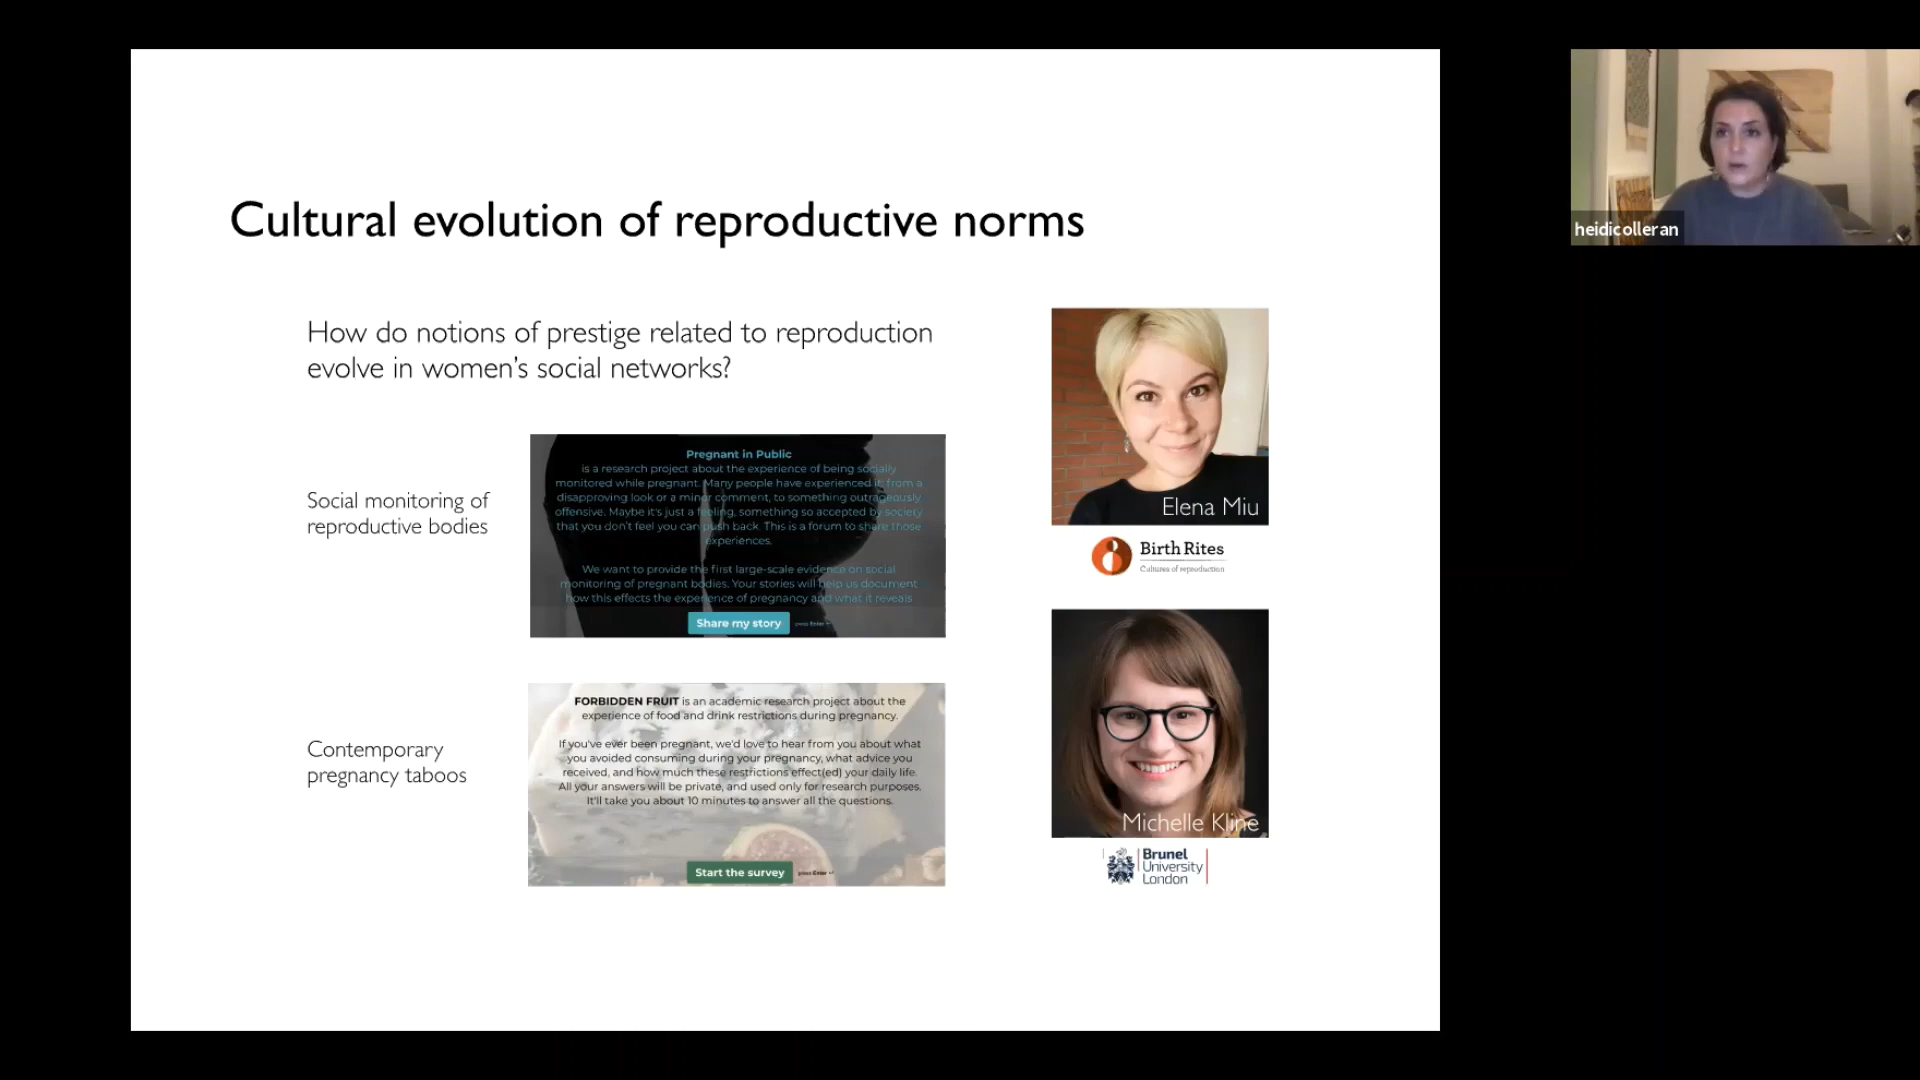 Cultural evolution of reproductive norms
How do notions of prestige related to reproduction
evolve in women's social networks?
Social monitoring of
reproductive bodies
Pregnant in Public
is a research project about the experience of being socially
monitored while pregnant. Many people have experienced it: from a
disapproving look or a minor comment, to something outrageously
offensive. Maybe it's just a feeling, something so accepted by society
that you don't feel you can push back. This is a forum to share those
experiences.
We want to provide the first large-scale evidence on social
monitoring of pregnant bodies. Your stories will help us document
how this effects the experience of pregnancy and what it reveals
Share my story
press Enter ↵
Contemporary
pregnancy taboos
FORBIDDEN FRUIT is an academic research project about the
experience of food and drink restrictions during pregnancy.
If you've ever been pregnant, we'd love to hear from you about what
you avoided consuming during your pregnancy, what advice you
received, and how much these restrictions effect(ed) your daily life.
All your answers will be private, and used only for research purposes.
It'll take you about 10 minutes to answer all the questions.
Start the survey
press Enter ↵
Elena Miu
Birth Rites
Cultures of reproduction
Michelle Kline
Brunel
University
London
heidicolleran